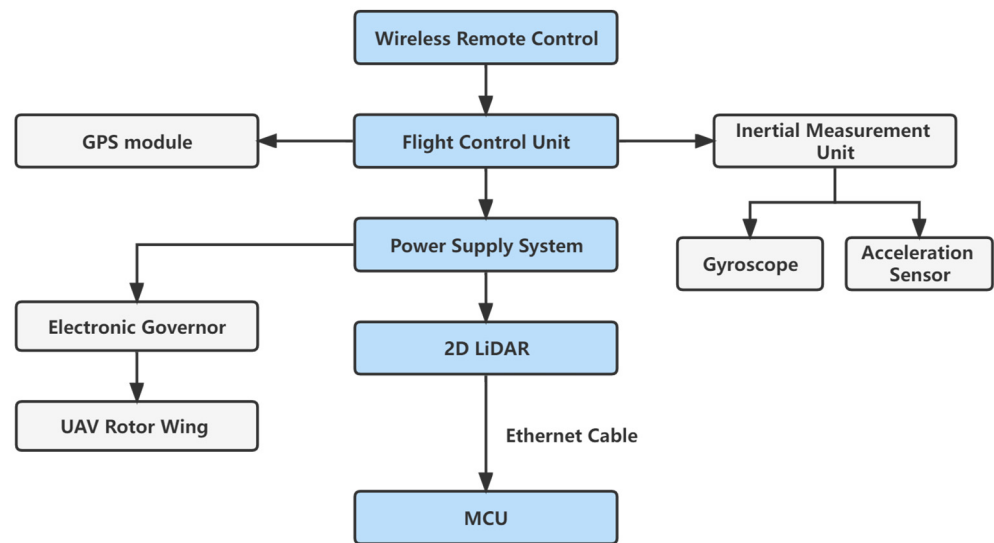 Wireless Remote Control
GPS module
Flight Control Unit
Inertial Measurement
Unit
Power Supply System
Gyroscope
Acceleration
Sensor
Electronic Governor
2D LiDAR
UAV Rotor Wing
Ethernet Cable
MCU